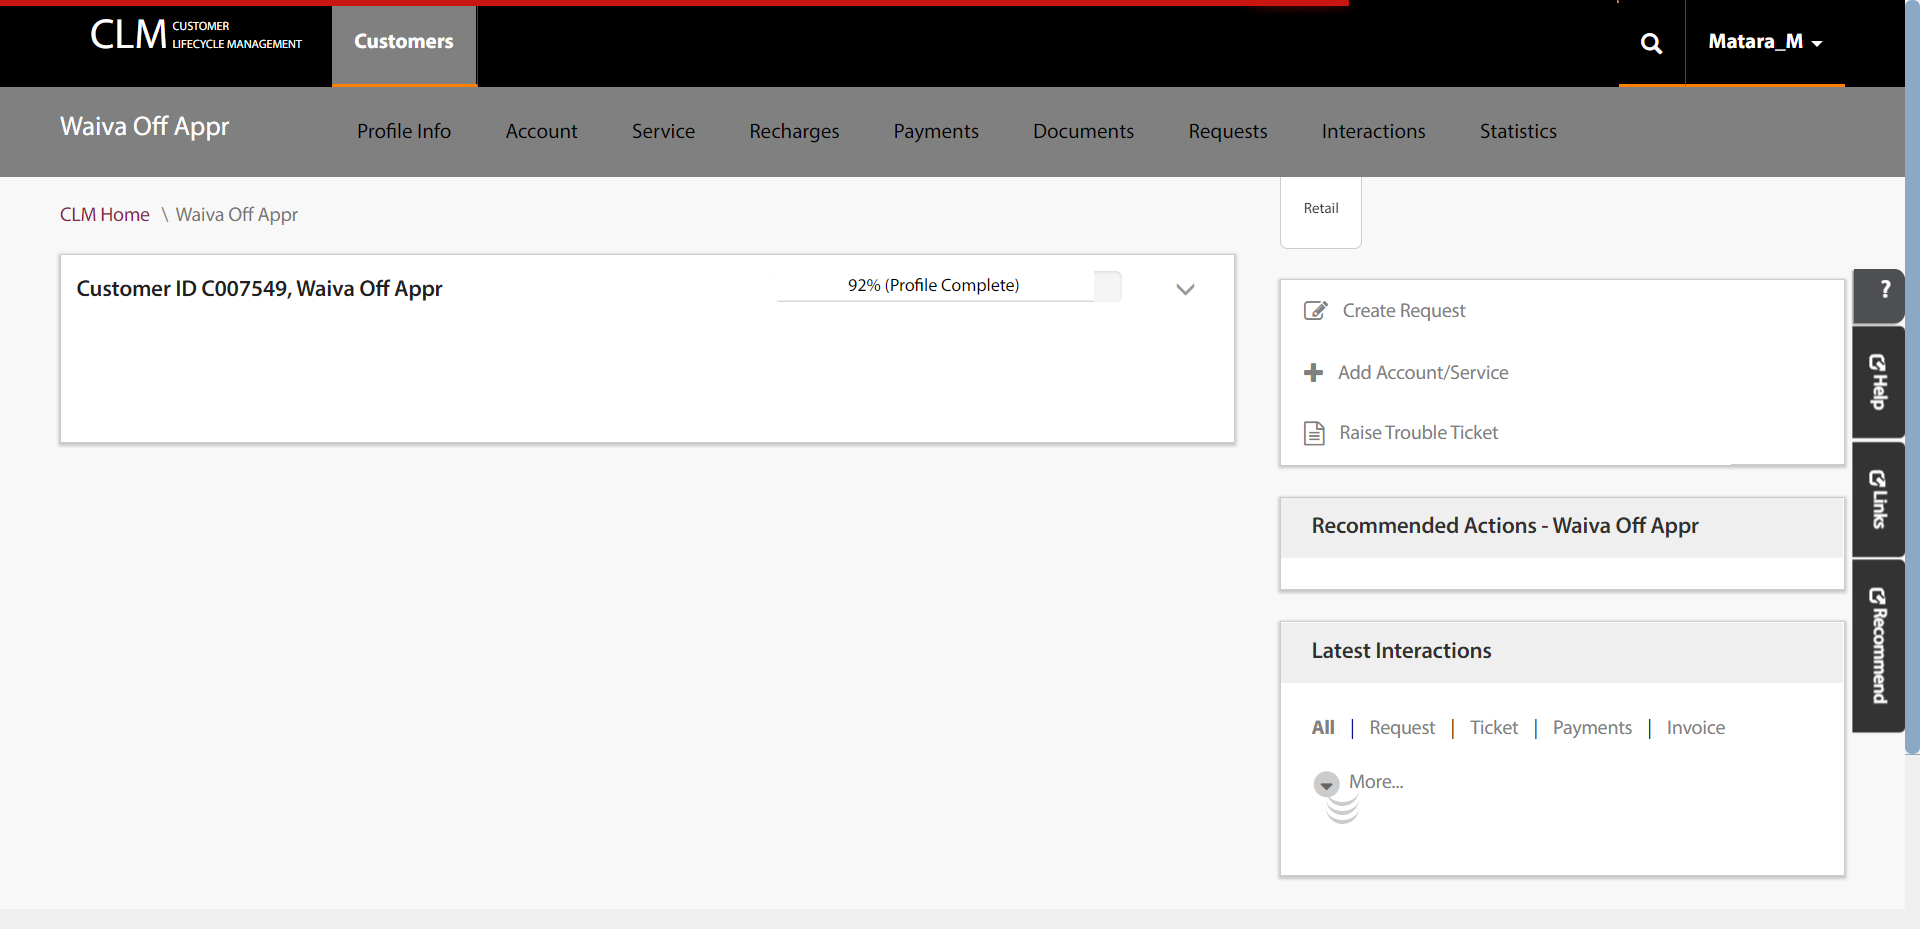 CLM CUSTOMER LIFECYCLE MANAGEMENT
Customers
Matara_M
Waiva Off Appr
Profile Info
Account
Service
Recharges
Payments
Documents
Requests
Interactions
Statistics
CLM Home \ Waiva Off Appr
Retail
Customer ID C007549, Waiva Off Appr
92% (Profile Complete)
Create Request
Add Account/Service
Raise Trouble Ticket
Recommended Actions - Waiva Off Appr
Latest Interactions
All | Request | Ticket | Payments | Invoice
More...
?
Help
Links
Recommend